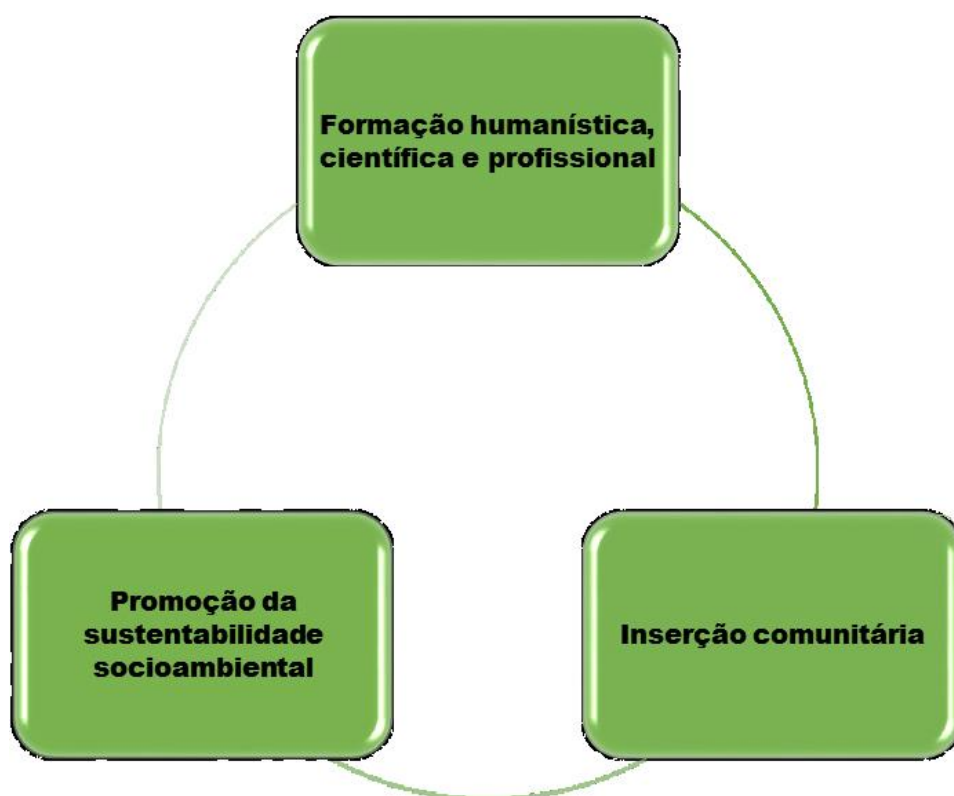 Formação humanística,
científica e profissional
Promoção da
sustentabilidade
socioambiental
Inserção comunitária